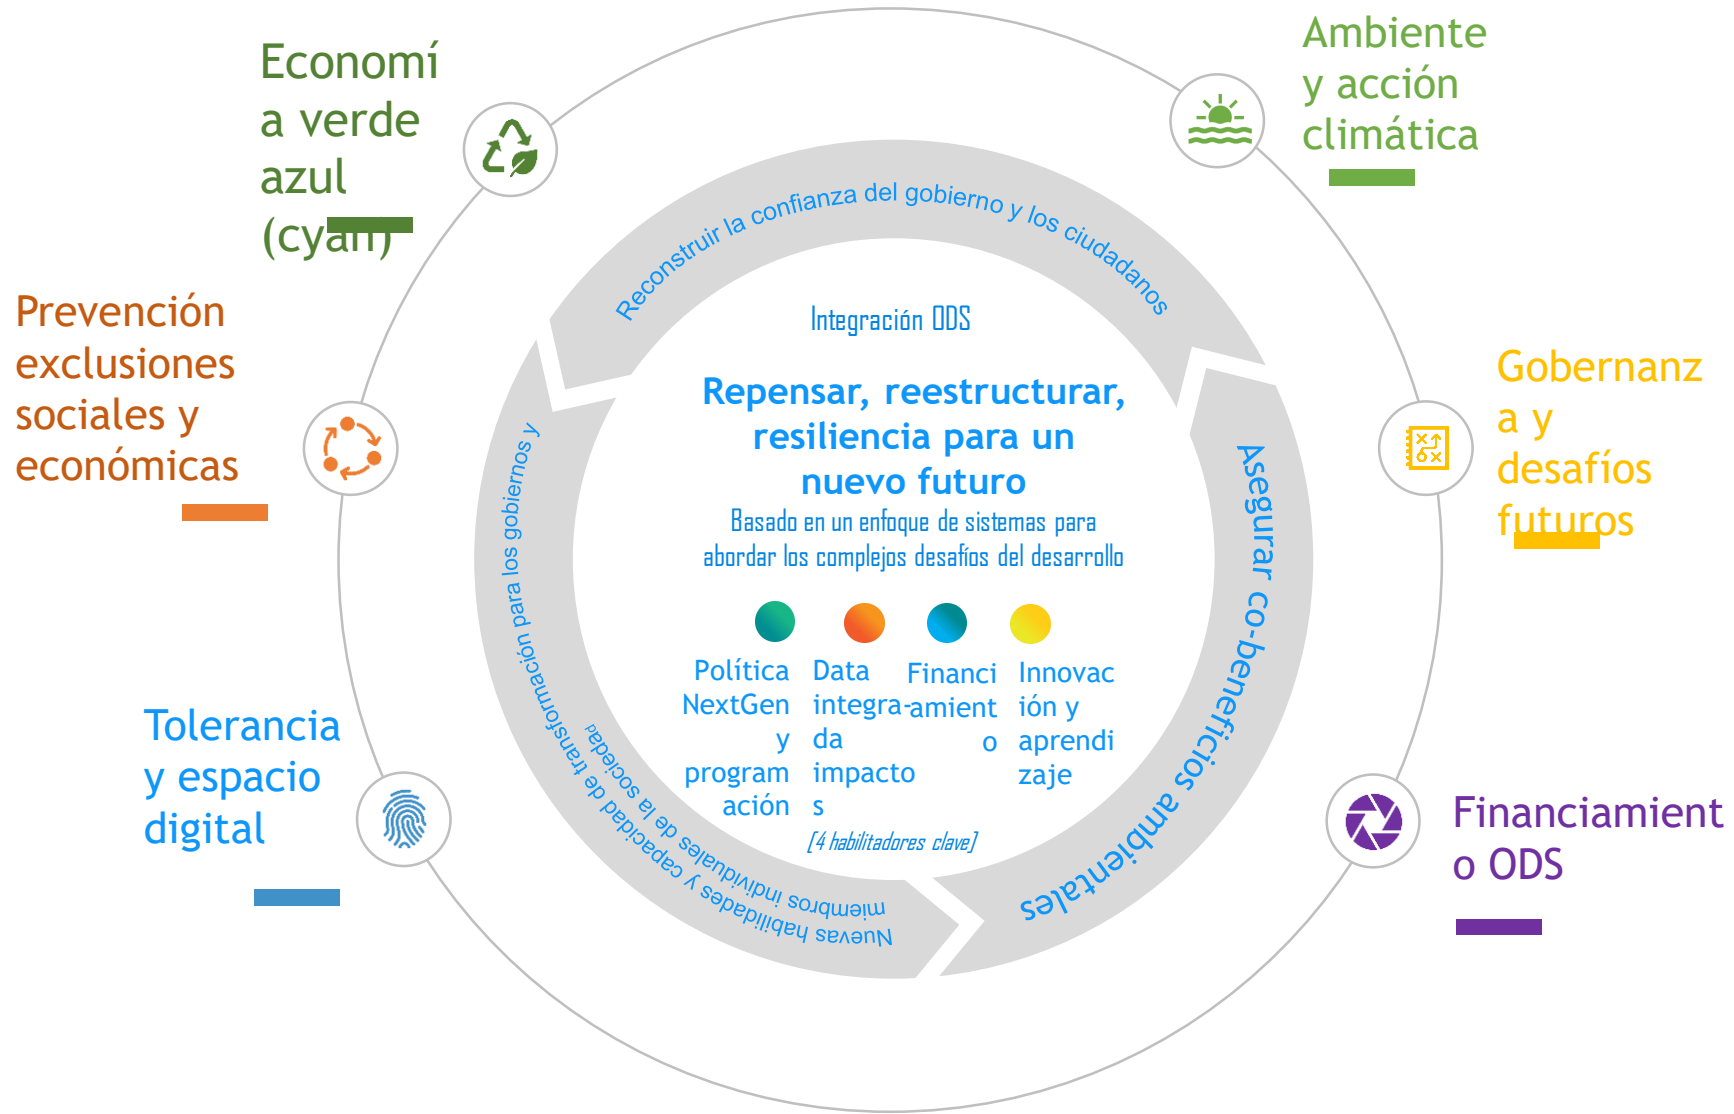 Economí
a verde
azul
(cyan)
Ambiente
y acción
climática
Prevención
exclusiones
sociales y
económicas
Gobernanz
a y
desafíos
futuros
Tolerancia
y espacio
digital
Financiamient
o ODS
Reconstruir la confianza del gobierno y los ciudadanos
Asegurar co-beneficios ambientales
Nuevas habilidades y capacidad de transformación para los gobiernos y
miembros individuales de la sociedad
Integración ODS
Repensar, reestructurar,
resiliencia para un
nuevo futuro
Basado en un enfoque de sistemas para
abordar los complejos desafíos del desarrollo
Política
NextGen
y
program
ación
Data
integra-
da
impacto
s
Financi
amient
o
Innovac
ión y
aprendi
zaje
[4 habilitadores clave]